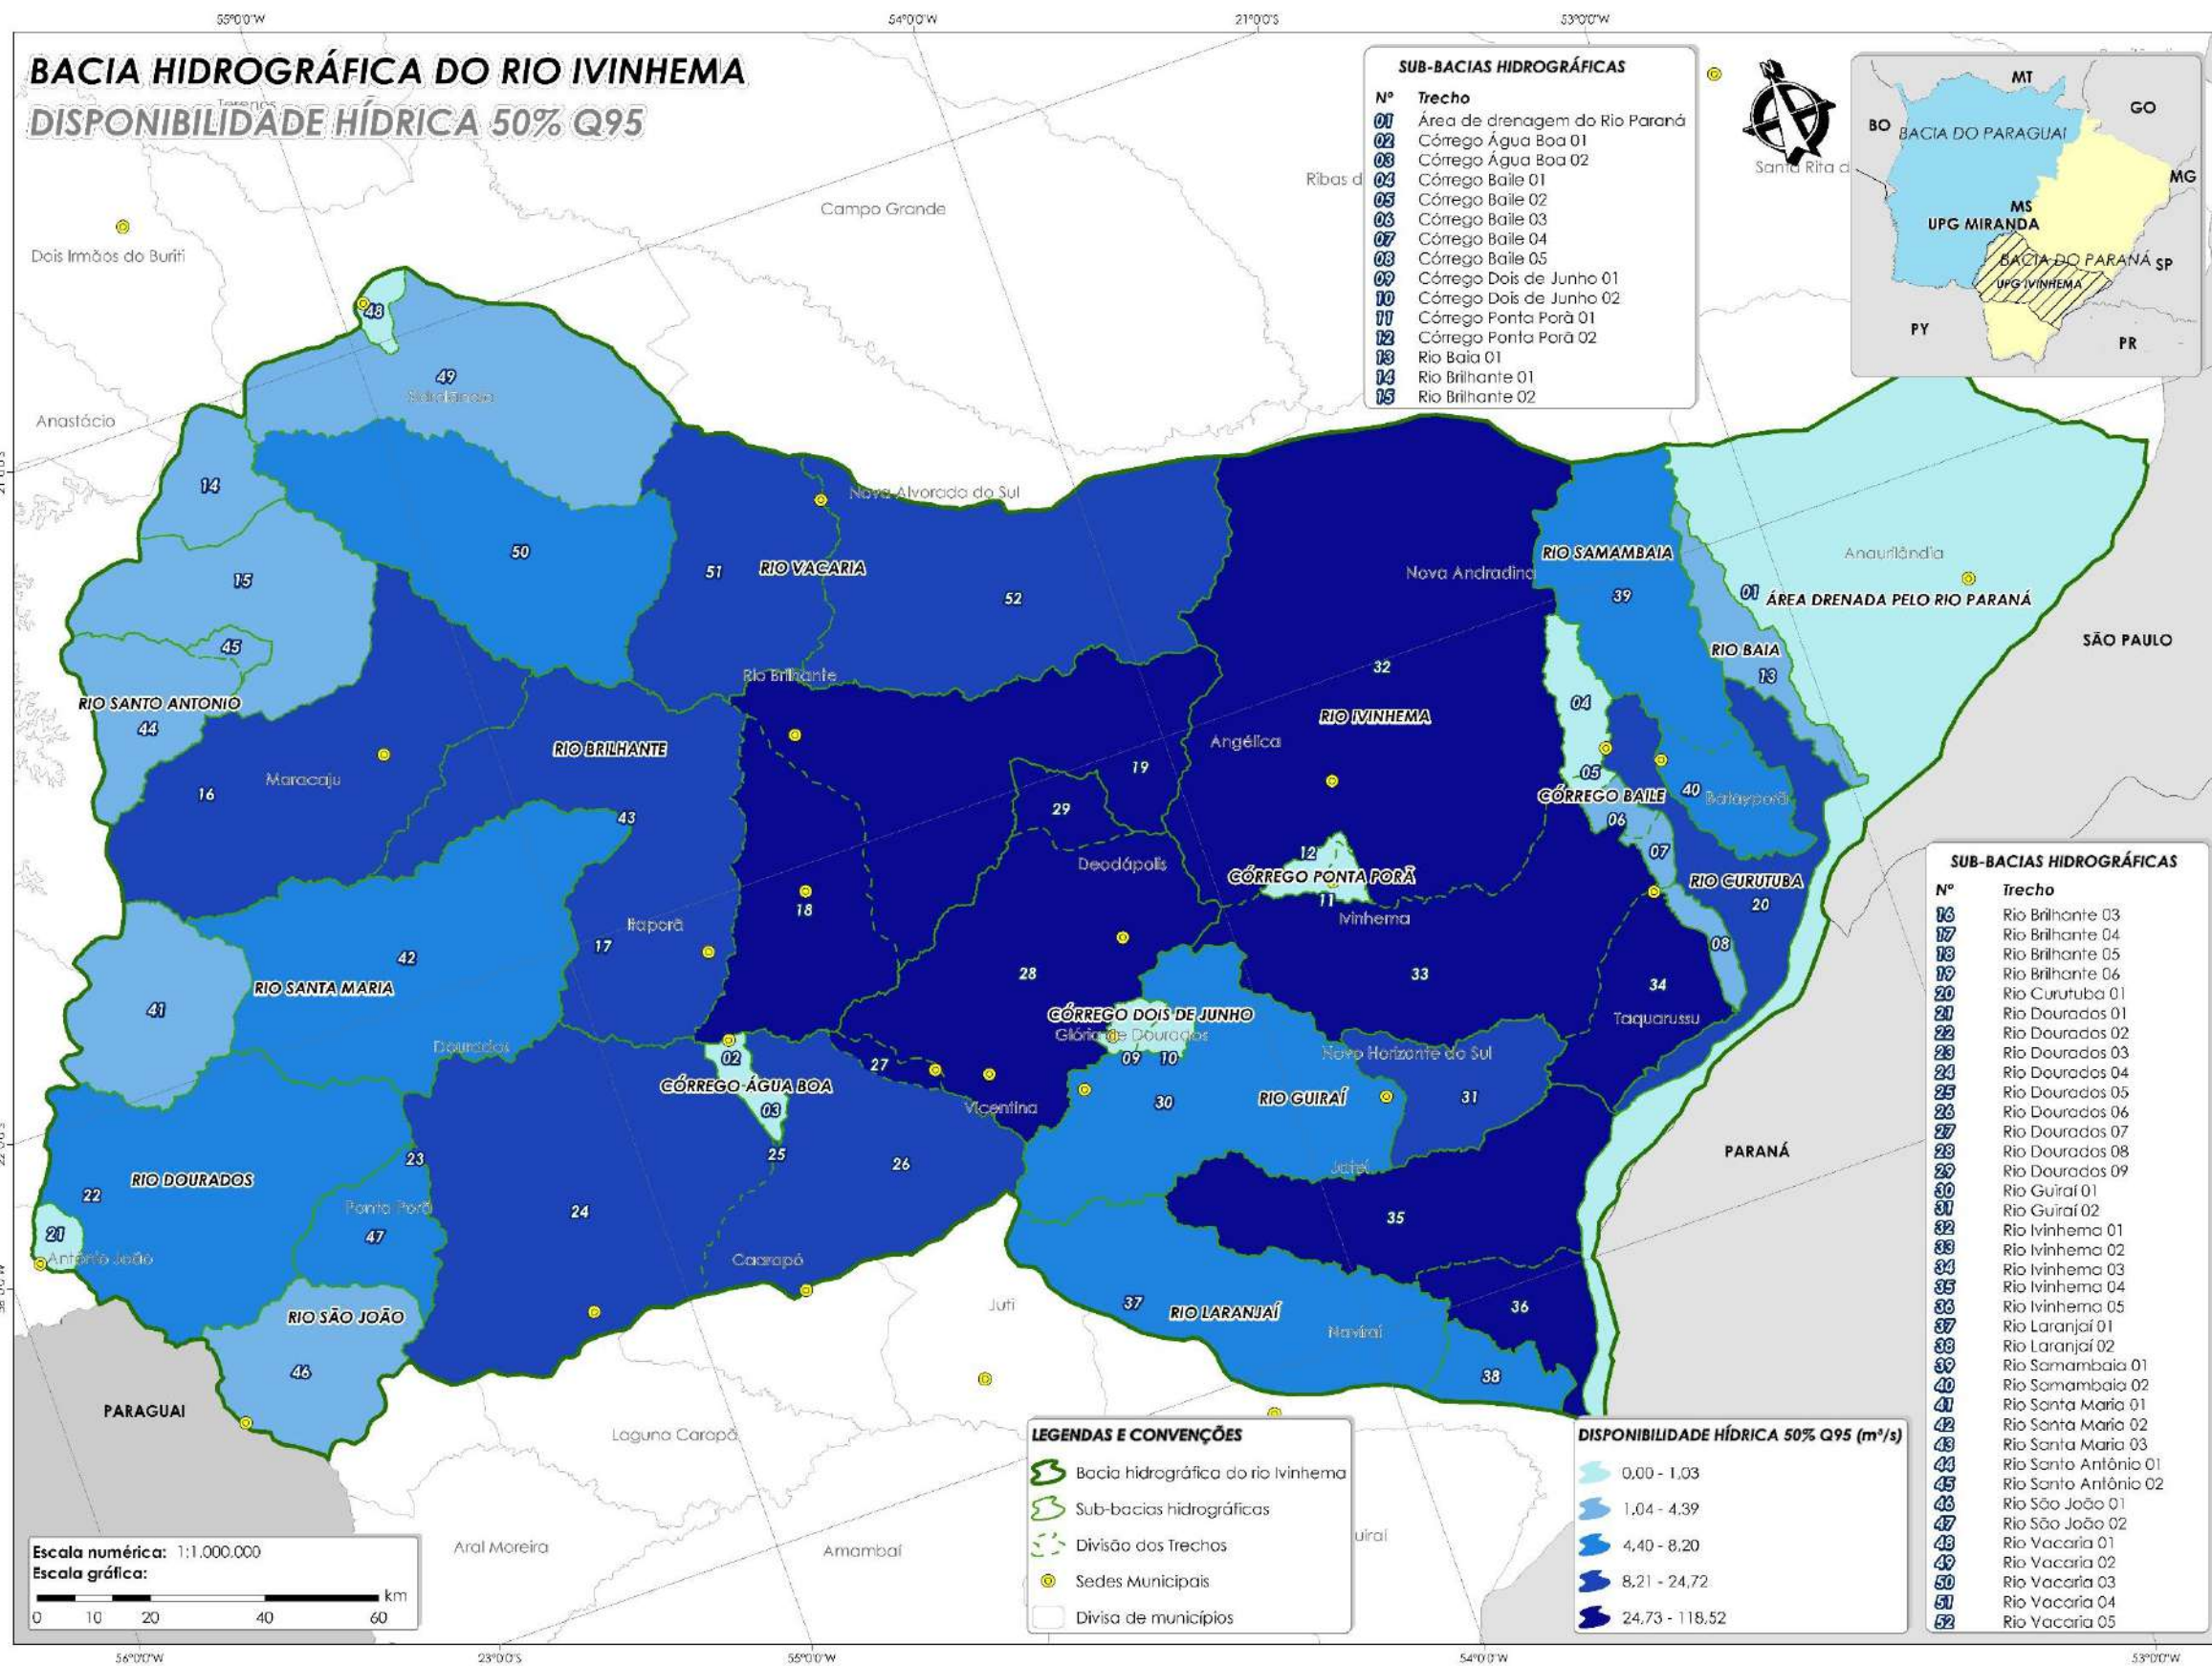 55°0'0"W
54°0'0"W
21°0'0"S
53°0'0"W
BACIA HIDROGRÁFICA DO RIO IVINHEMA
DISPONIBILIDADE HÍDRICA 50% Q95
Terenos
Dois Irmãos do Buriti
Campo Grande
Ribas d
Santa Rita d
Anastácio
SUB-BACIAS HIDROGRÁFICAS
Nº Trecho
01 Área de drenagem do Rio Paraná
02 Córrego Água Boa 01
03 Córrego Água Boa 02
04 Córrego Baile 01
05 Córrego Baile 02
06 Córrego Baile 03
07 Córrego Baile 04
08 Córrego Baile 05
09 Córrego Dois de Junho 01
10 Córrego Dois de Junho 02
11 Córrego Ponta Porã 01
12 Córrego Ponta Porã 02
13 Rio Baia 01
14 Rio Brilhante 01
15 Rio Brilhante 02
N
MT
GO
BO
BACIA DO PARAGUAI
MG
MS
UPG MIRANDA
BACIA DO PARANÁ
SP
UPG IVINHEMA
PY
PR
48
49
Sidrolândia
14
50
51
RIO VACARIA
Nova Alvorada do Sul
52
15
45
RIO SANTO ANTONIO
44
16
Maracaju
RIO BRILHANTE
Rio Brilhante
43
Nova Andradina
RIO SAMAMBAIA
39
01
ÁREA DRENADA PELO RIO PARANÁ
Anaurilândia
SÃO PAULO
RIO BAIA
13
32
RIO IVINHEMA
Angélica
19
29
04
05
CÓRREGO BAILE
06
07
40
Batayporã
Deodápolis
12
CÓRREGO PONTA PORÃ
11
Ivinhema
RIO CURUTUBA
20
08
18
Itaporã
17
42
RIO SANTA MARIA
41
28
33
34
Taquarussu
CÓRREGO DOIS DE JUNHO
Glória de Dourados
09 10
Novo Horizonte do Sul
Dourados
02
CÓRREGO ÁGUA BOA
03
27
Vicentina
30
RIO GUIRAÍ
31
PARANÁ
22
RIO DOURADOS
23
25
26
Jateí
Ponta Porã
47
24
35
21
Antônio João
Caarapó
RIO SÃO JOÃO
46
Juti
37
RIO LARANJAÍ
Naviraí
36
38
PARAGUAI
Laguna Carapã
Aral Moreira
Amambaí
uiraí
SUB-BACIAS HIDROGRÁFICAS
Nº Trecho
16 Rio Brilhante 03
17 Rio Brilhante 04
18 Rio Brilhante 05
19 Rio Brilhante 06
20 Rio Curutuba 01
21 Rio Dourados 01
22 Rio Dourados 02
23 Rio Dourados 03
24 Rio Dourados 04
25 Rio Dourados 05
26 Rio Dourados 06
27 Rio Dourados 07
28 Rio Dourados 08
29 Rio Dourados 09
30 Rio Guiraí 01
31 Rio Guiraí 02
32 Rio Ivinhema 01
33 Rio Ivinhema 02
34 Rio Ivinhema 03
35 Rio Ivinhema 04
36 Rio Ivinhema 05
37 Rio Laranjaí 01
38 Rio Laranjaí 02
39 Rio Samambaia 01
40 Rio Samambaia 02
41 Rio Santa Maria 01
42 Rio Santa Maria 02
43 Rio Santa Maria 03
44 Rio Santo Antônio 01
45 Rio Santo Antônio 02
46 Rio São João 01
47 Rio São João 02
48 Rio Vacaria 01
49 Rio Vacaria 02
50 Rio Vacaria 03
51 Rio Vacaria 04
52 Rio Vacaria 05
LEGENDAS E CONVENÇÕES
Bacia hidrográfica do rio Ivinhema
Sub-bacias hidrográficas
Divisão dos Trechos
Sedes Municipais
Divisa de municípios
DISPONIBILIDADE HÍDRICA 50% Q95 (m³/s)
0,00 - 1,03
1,04 - 4,39
4,40 - 8,20
8,21 - 24,72
24,73 - 118,52
Escala numérica: 1:1.000.000
Escala gráfica:
km
0 10 20 40 60
56°0'0"W
23°0'0"S
55°0'0"W
54°0'0"W
53°0'0"W